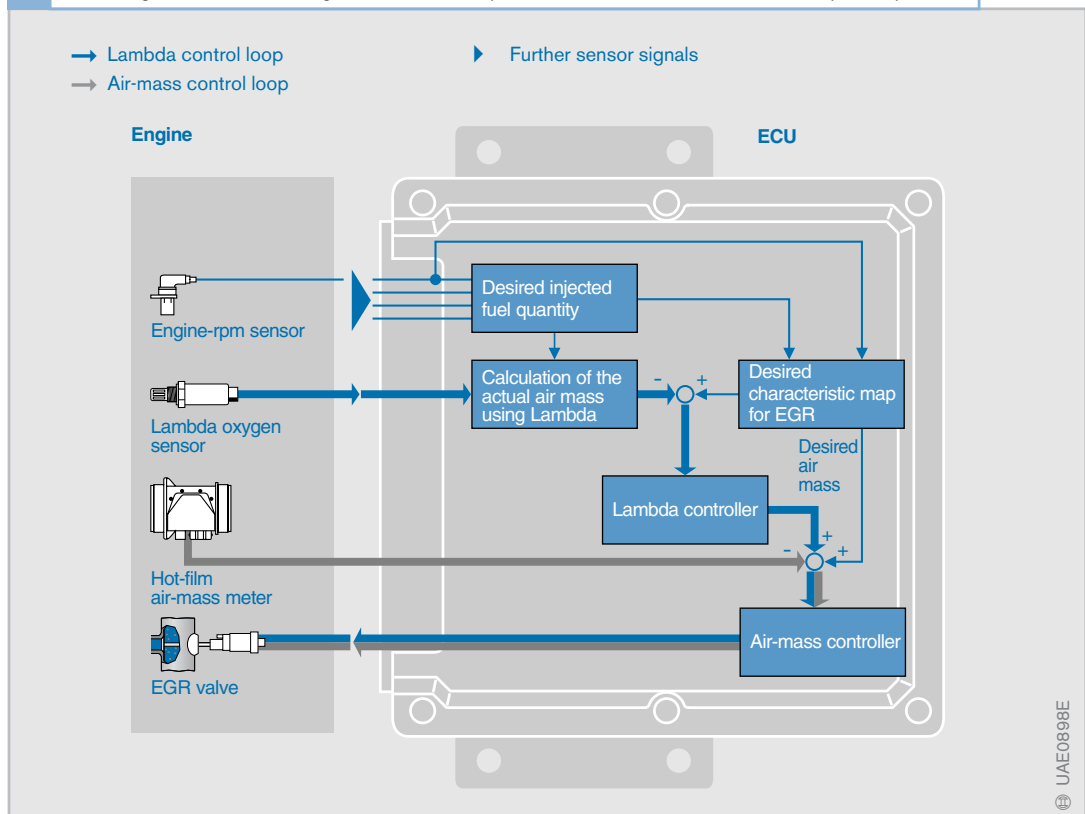 Lambda control loop
Further sensor signals
Air-mass control loop
Engine
ECU
Engine-rpm sensor
Desired injected
fuel quantity
Lambda oxygen
sensor
Calculation of the
actual air mass
using Lambda
-
+
Desired
characteristic map
for EGR
Desired
air
mass
Lambda controller
+
-
+
Hot-film
air-mass meter
Air-mass controller
EGR valve
UAE0898E